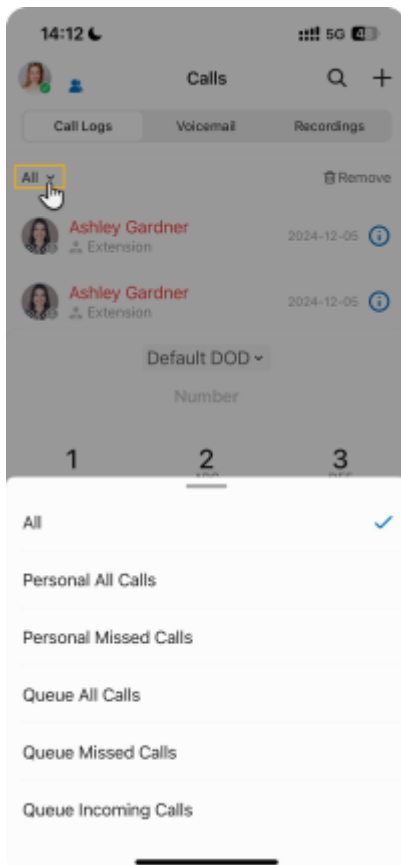 14:12 5G 43
Calls
Call Logs Voicemail Recordings
All Remove
Ashley Gardner
Extension 2024-12-05
Ashley Gardner
Extension 2024-12-05
Default DOD
Number
1 2 3
All
Personal All Calls
Personal Missed Calls
Queue All Calls
Queue Missed Calls
Queue Incoming Calls